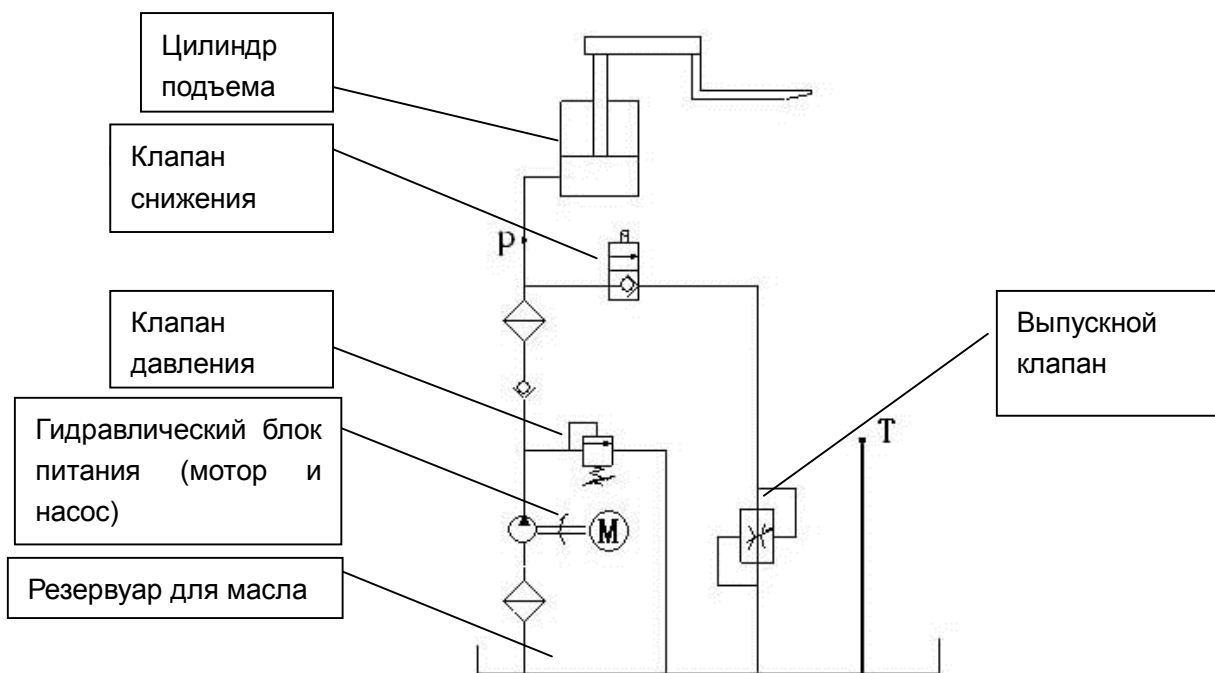 Цилиндр
подъема
Клапан
снижения
P
Клапан
давления
Выпускной
клапан
Гидравлический блок
питания (мотор и
насос)
T
M
Резервуар для масла